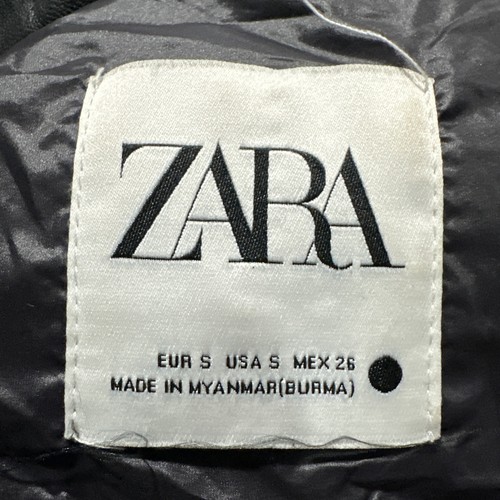 ZARA
EUR S USA S MEX 26
MADE IN MYANMAR(BURMA)